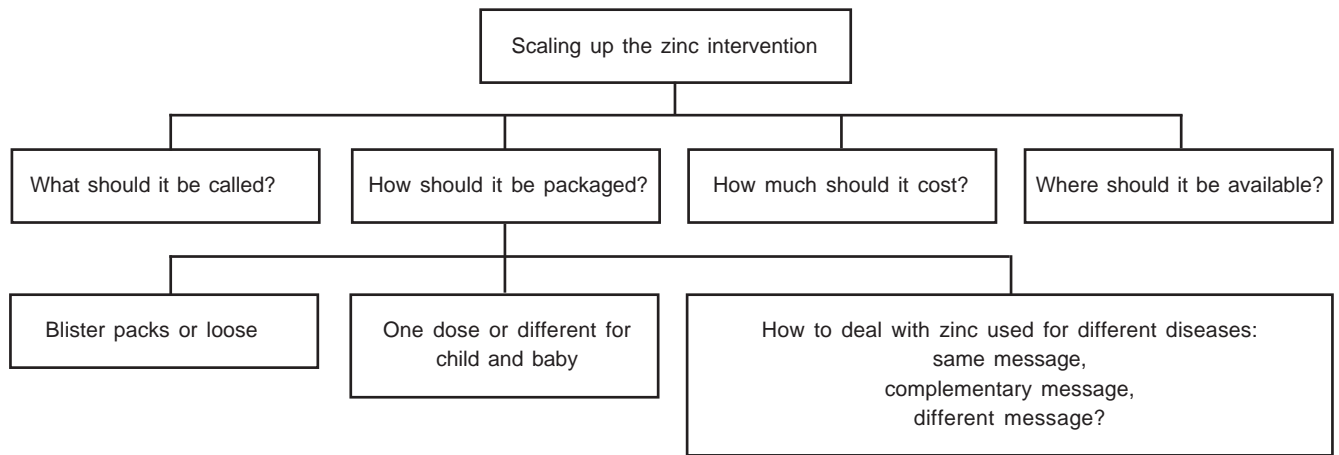 Scaling up the zinc intervention
What should it be called?
How should it be packaged?
How much should it cost?
Where should it be available?
Blister packs or loose
One dose or different for
child and baby
How to deal with zinc used for different diseases:
same message,
complementary message,
different message?